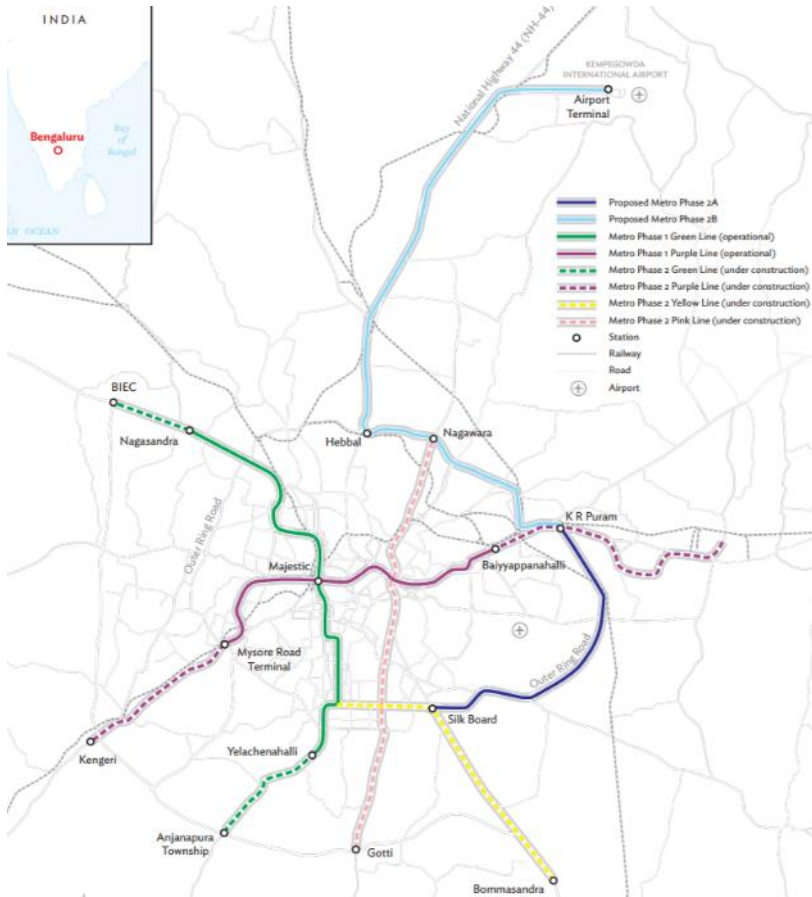 INDIA
Bengaluru
Bay
of
Bengal
OCEAN
National Highway 44 (NH-44)
KEMPEGOWDA
INTERNATIONAL AIRPORT
Airport
Terminal
Proposed Metro Phase 2A
Proposed Metro Phase 2B
Metro Phase 1 Green Line (operational)
Metro Phase 1 Purple Line (operational)
Metro Phase 2 Green Line (under construction)
Metro Phase 2 Purple Line (under construction)
Metro Phase 2 Yellow Line (under construction)
Metro Phase 2 Pink Line (under construction)
Station
Railway
Road
Airport
BIEC
Nagasandra
Hebbal
Nagawara
Outer Ring Road
K R Puram
Majestic
Baiyyappanahalli
Mysore Road
Terminal
Outer Ring Road
Silk Board
Kengeri
Yelachenahalli
Anjanapura
Township
Gotti
Bommasandra